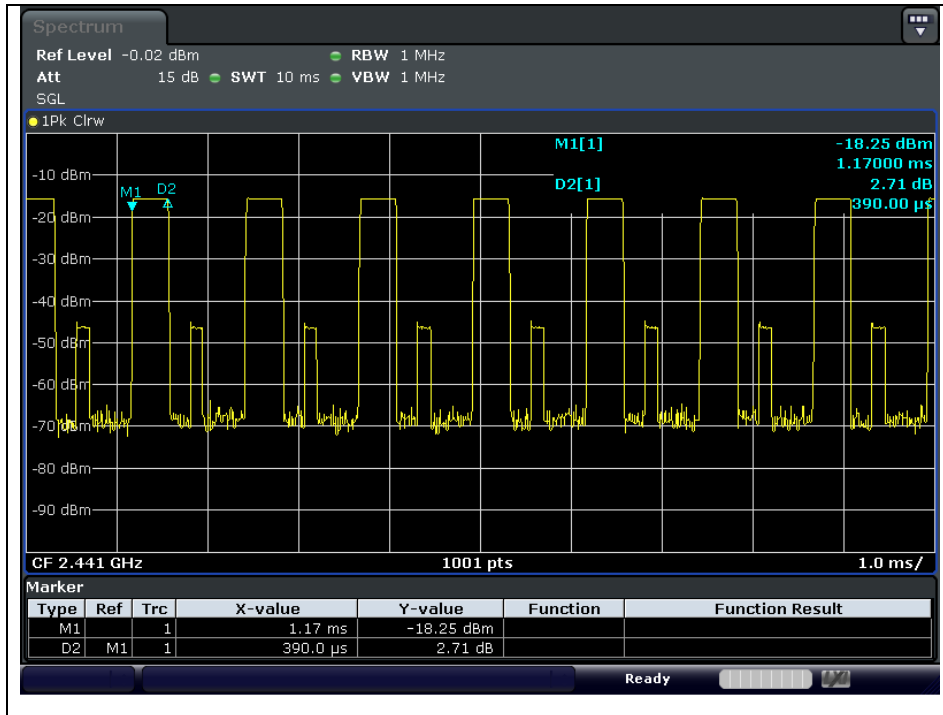 Spectrum
Ref Level -0.02 dBm RBW 1 MHz
Att 15 dB SWT 10 ms VBW 1 MHz
SGL
1Pk Clrw
M1[1] -18.25 dBm
1.17000 ms
D2[1] 2.71 dB
390.00 µs
M1 D2
-10 dBm
-20 dBm
-30 dBm
-40 dBm
-50 dBm
-60 dBm
-70 dBm
-80 dBm
-90 dBm
CF 2.441 GHz 1001 pts 1.0 ms/
Marker
Type Ref Trc X-value Y-value Function Function Result
M1 1 1.17 ms -18.25 dBm
D2 M1 1 390.0 µs 2.71 dB
Ready